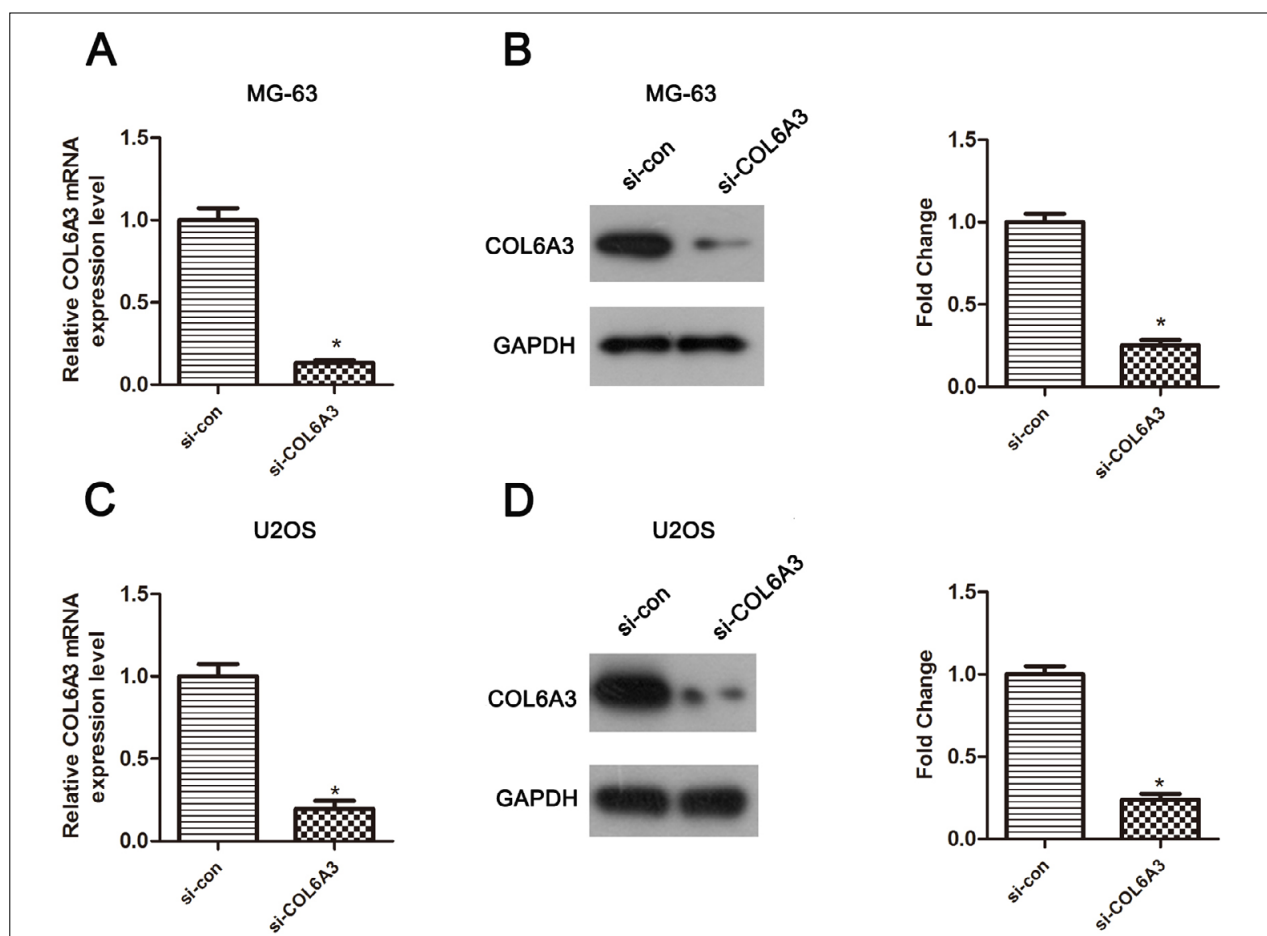 A
MG-63
Relative COL6A3 mRNA
expression level
1.5
1.0
0.5
0.0
*
si-con
si-COL6A3
B
MG-63
si-con
si-COL6A3
COL6A3
GAPDH
Fold Change
1.5
1.0
0.5
0.0
*
si-con
si-COL6A3
C
U2OS
Relative COL6A3 mRNA
expression level
1.5
1.0
0.5
0.0
*
si-con
si-COL6A3
D
U2OS
si-con
si-COL6A3
COL6A3
GAPDH
Fold Change
1.5
1.0
0.5
0.0
*
si-con
si-COL6A3